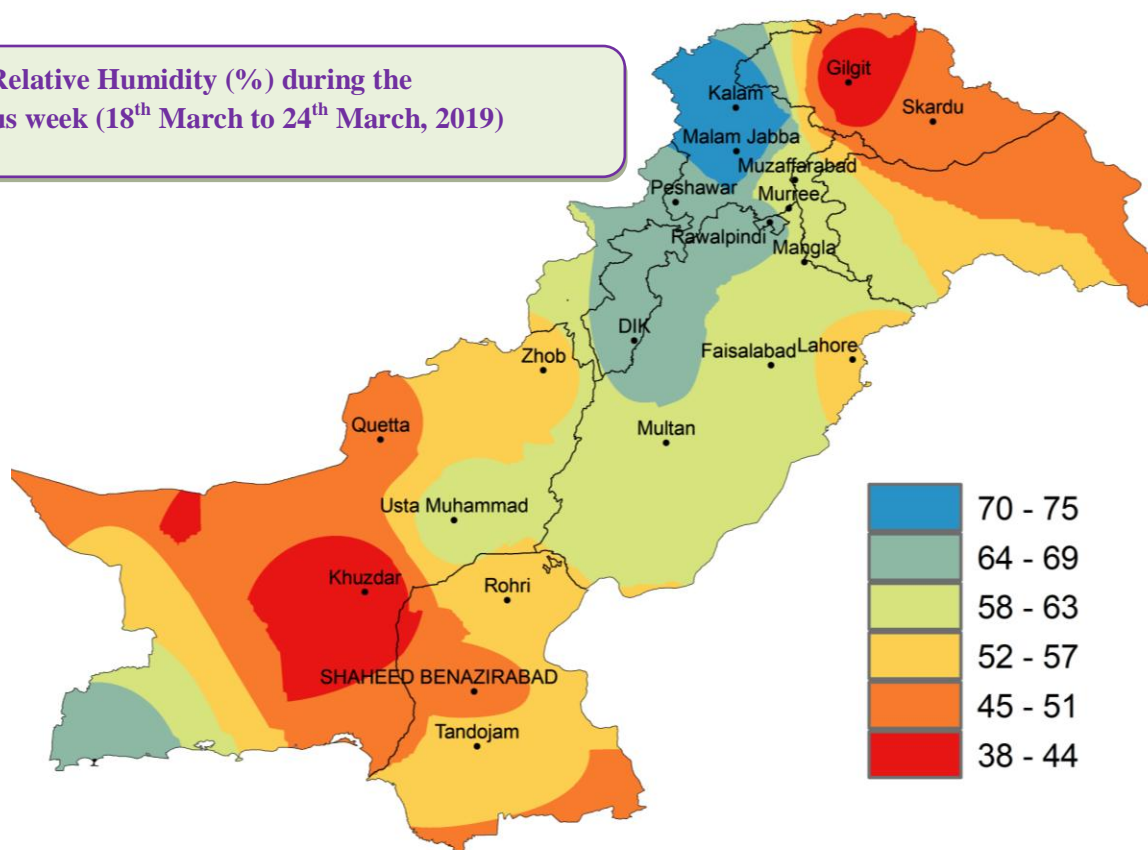 Relative Humidity (%) during the
us week (18th March to 24th March, 2019)
Gilgit
Kalam
Skardu
Malam Jabba
Muzaffarabad
Peshawar
Murree
Rawalpindi
Mangla
DIK
Zhob
Faisalabad
Lahore
Quetta
Multan
Usta Muhammad
Khuzdar
Rohri
SHAHEED BENAZIRABAD
Tandojam
70 - 75
64 - 69
58 - 63
52 - 57
45 - 51
38 - 44